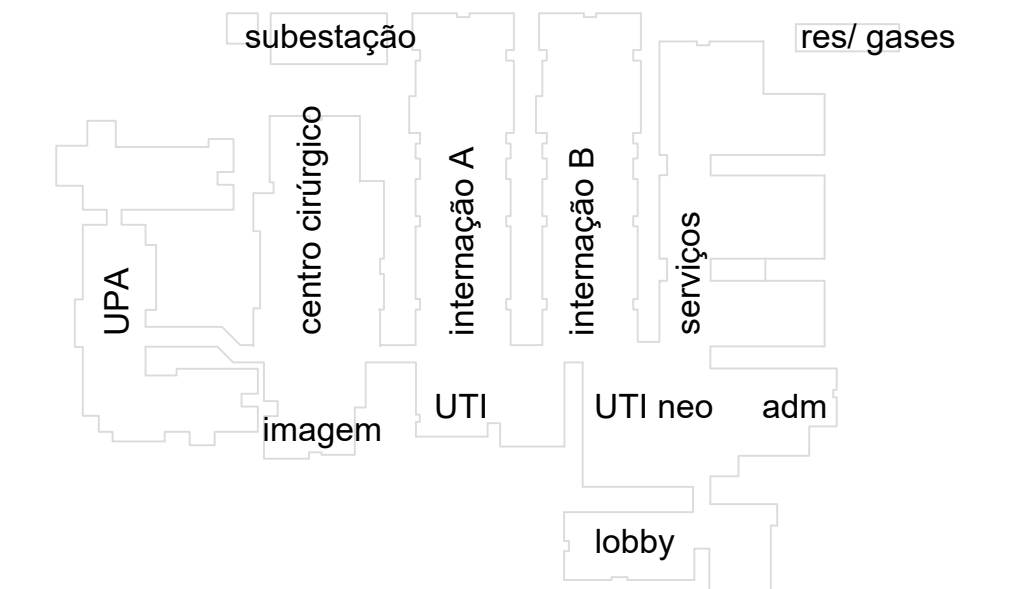 subestação
res/ gases
centro cirúrgico
internação A
internação B
serviços
UPA
UTI
UTI neo
adm
imagem
lobby